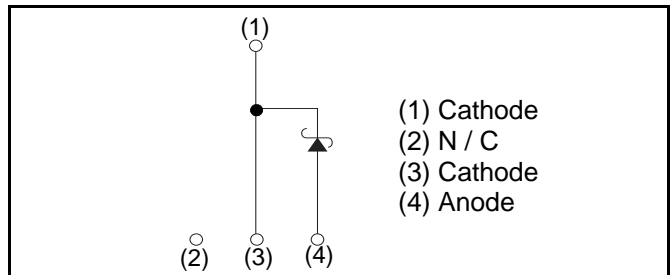 (1)
(1) Cathode
(2) N / C
(3) Cathode
(4) Anode
(2) (3) (4)